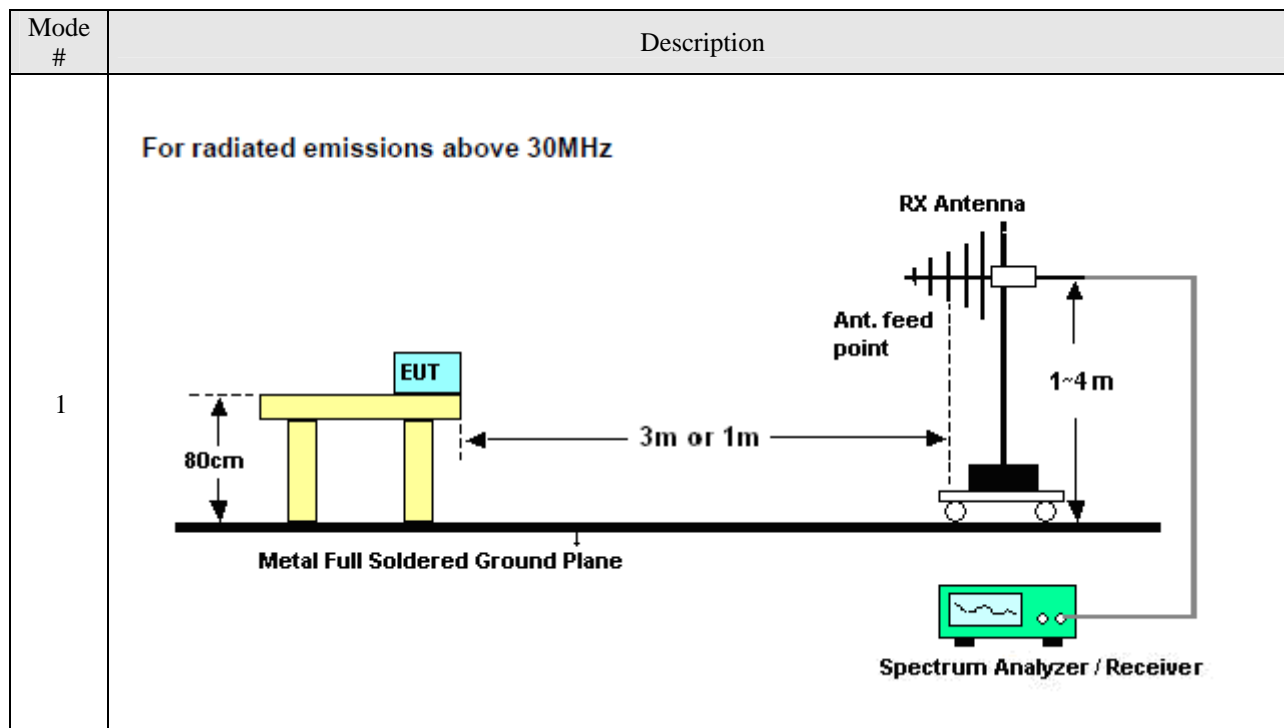 Mode
#
Description
1
For radiated emissions above 30MHz
RX Antenna
Ant. feed
point
EUT
1~4 m
3m or 1m
80cm
Metal Full Soldered Ground Plane
Spectrum Analyzer / Receiver